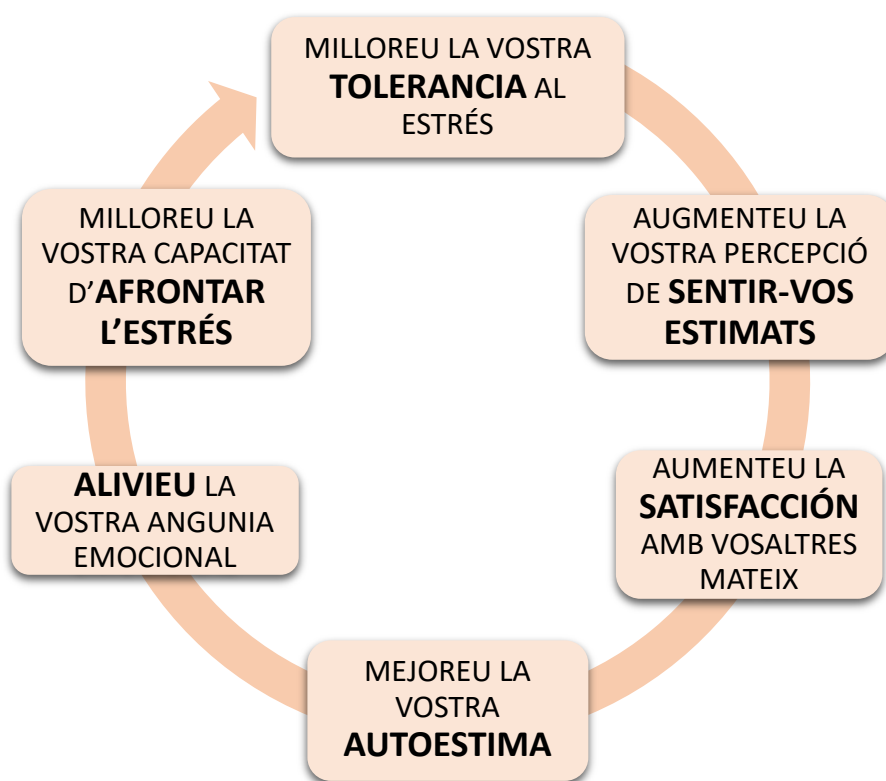 MILLOREU LA VOSTRA
TOLERANCIA AL
ESTRÉS
AUGMENTEU LA
VOSTRA PERCEPCIÓ
DE SENTIR-VOS
ESTIMATS
AUMENTEU LA
SATISFACCIÓN
AMB VOSALTRES
MATEIX
MEJOREU LA
VOSTRA
AUTOESTIMA
ALIVIEU LA
VOSTRA ANGUNIA
EMOCIONAL
MILLOREU LA
VOSTRA CAPACITAT
D’AFRONTAR
L’ESTRÉS